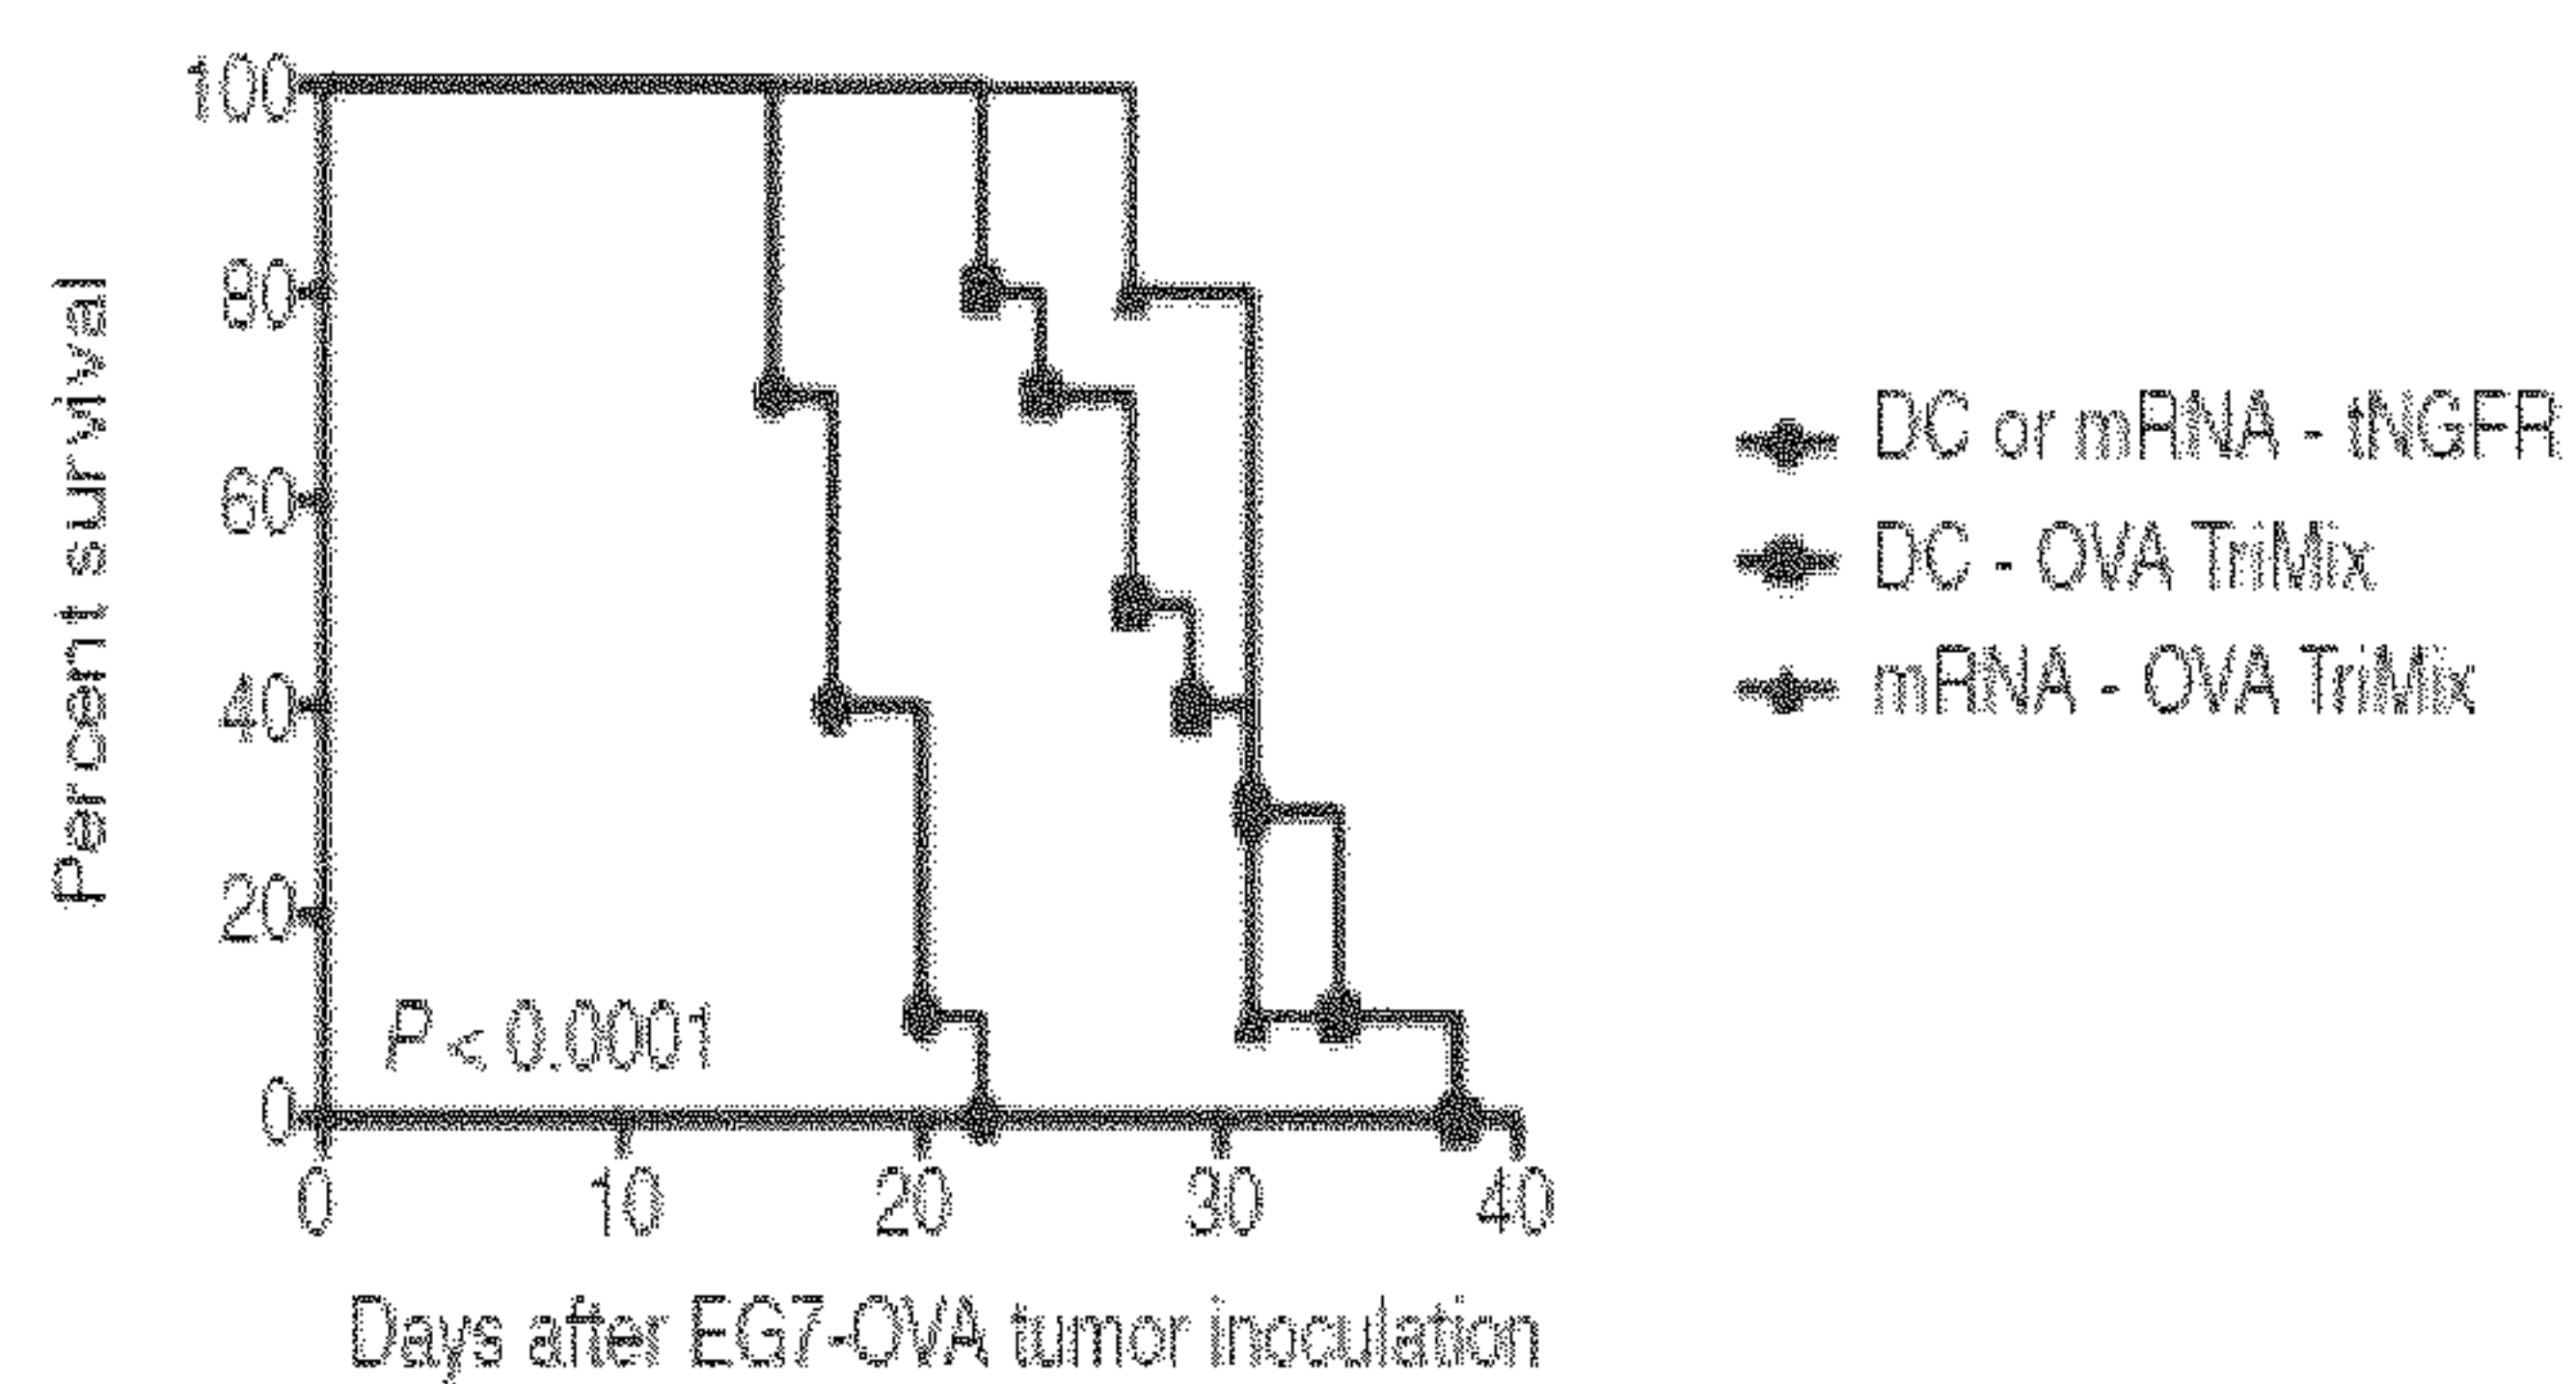 100
80
60
40
20
0
Percent survival
P < 0.0001
0 10 20 30 40
Days after EG7-OVA tumor inoculation
DC or mRNA - tNGFR
DC - OVA TriMix
mRNA - OVA TriMix